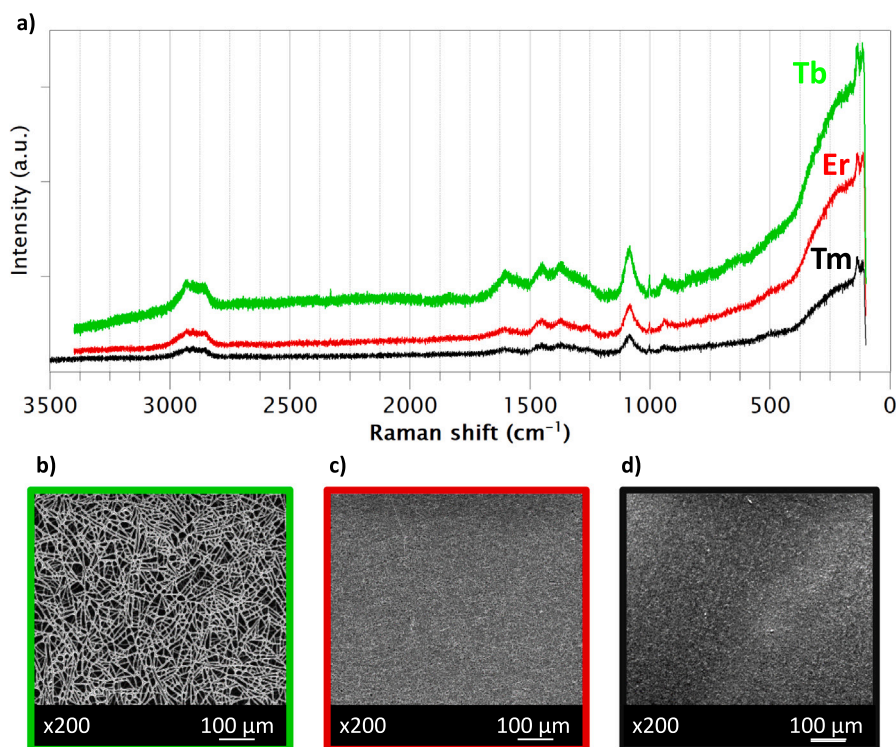 a)
Intensity (a.u.)
Tb
Er
Tm
3500 3000 2500 2000 1500 1000 500 0
Raman shift (cm⁻¹)
b) c) d)
x200 100 µm x200 100 µm x200 100 µm